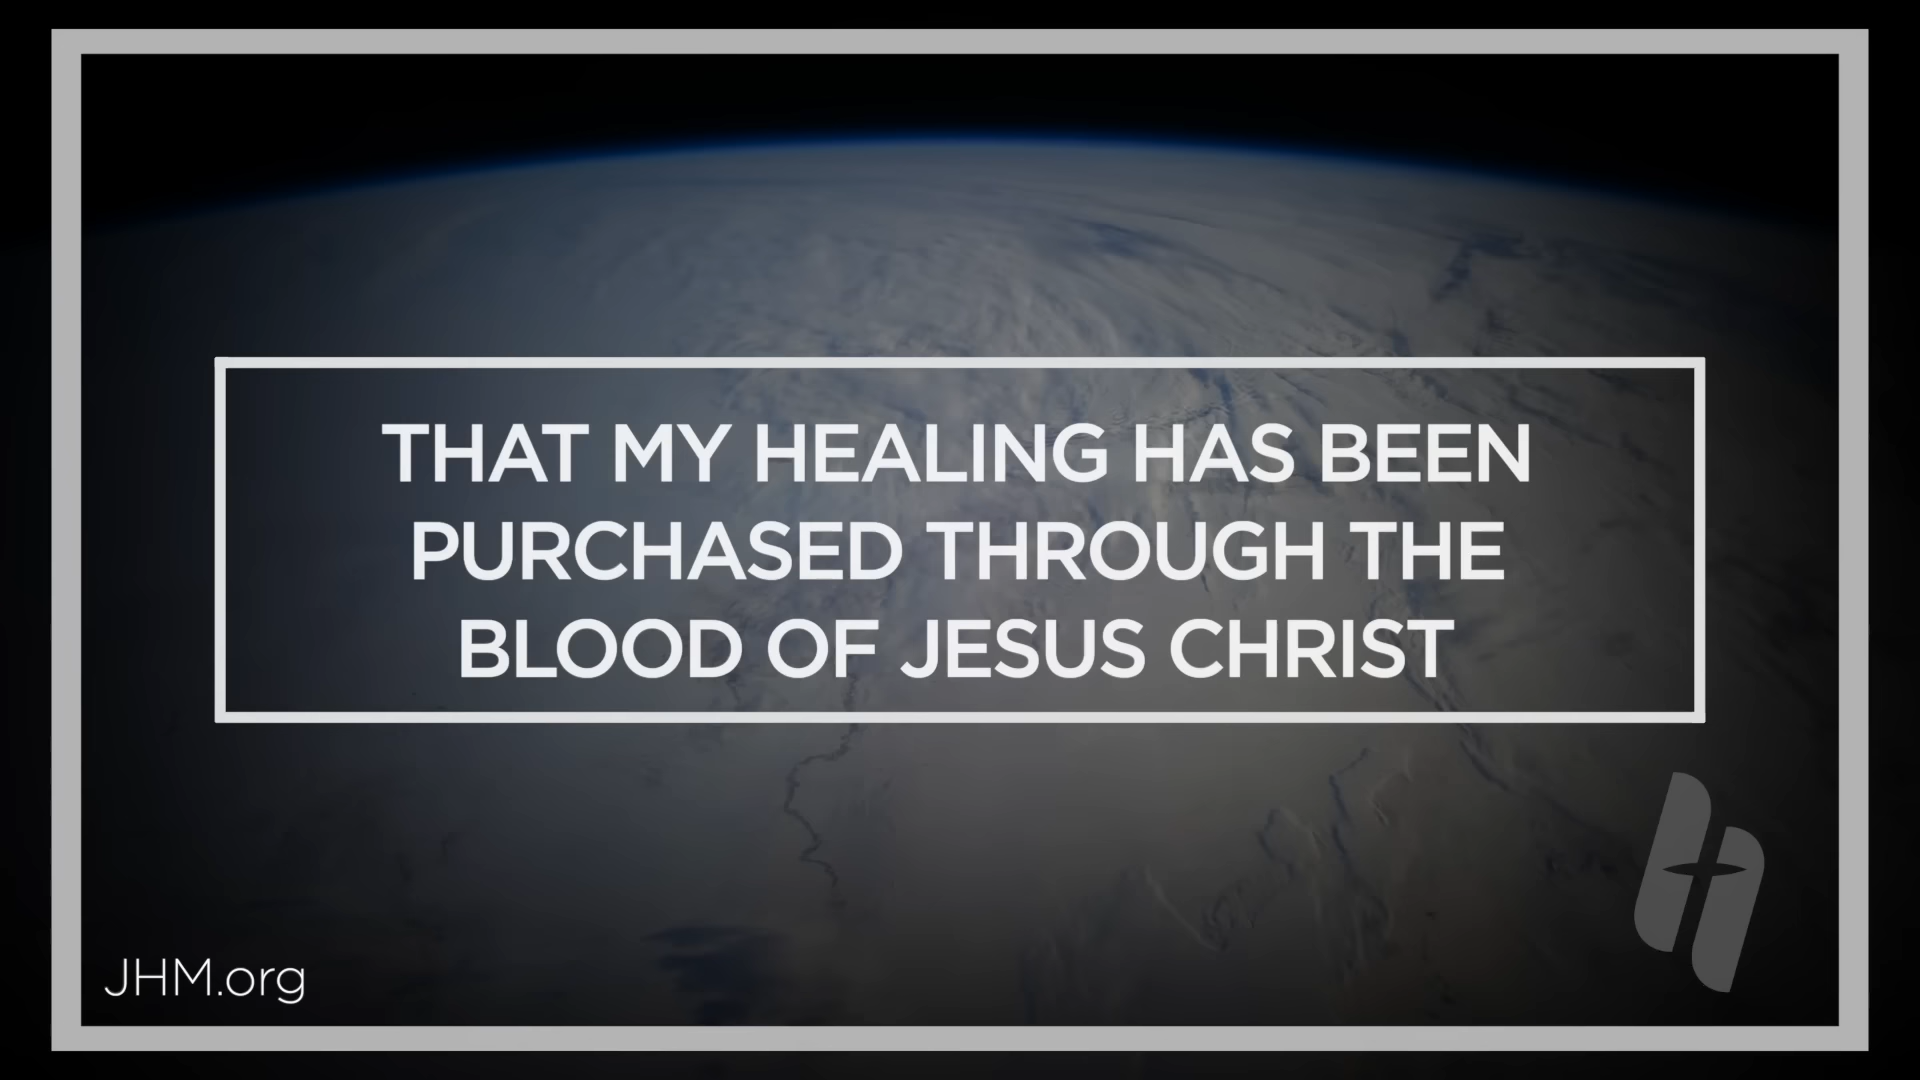 THAT MY HEALING HAS BEEN
PURCHASED THROUGH THE
BLOOD OF JESUS CHRIST
JHM.org